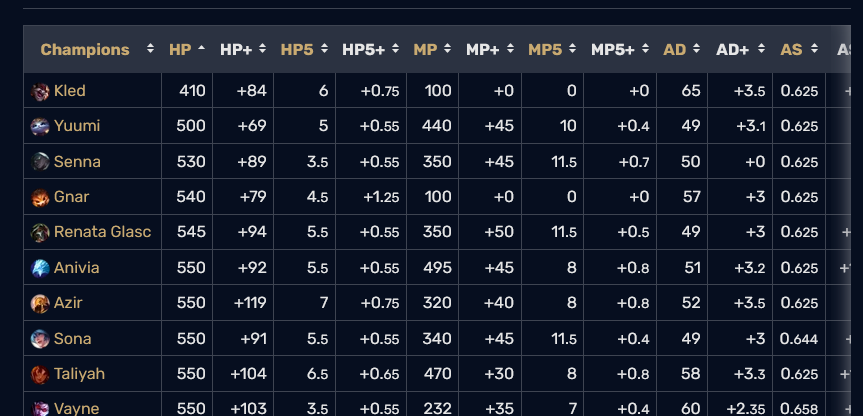 Champions HP HP+ HP5 HP5+ MP MP+ MP5 MP5+ AD AD+ AS
Kled 410 +84 6 +0.75 100 +0 0 +0 65 +3.5 0.625
Yuumi 500 +69 5 +0.55 440 +45 10 +0.4 49 +3.1 0.625
Senna 530 +89 3.5 +0.55 350 +45 11.5 +0.7 50 +0 0.625
Gnar 540 +79 4.5 +1.25 100 +0 0 +0 57 +3 0.625
Renata Glasc 545 +94 5.5 +0.55 350 +50 11.5 +0.5 49 +3 0.625
Anivia 550 +92 5.5 +0.55 495 +45 8 +0.8 51 +3.2 0.625
Azir 550 +119 7 +0.75 320 +40 8 +0.8 52 +3.5 0.625
Sona 550 +91 5.5 +0.55 340 +45 11.5 +0.4 49 +3 0.644
Taliyah 550 +104 6.5 +0.65 470 +30 8 +0.8 58 +3.3 0.625
Vayne 550 +103 3.5 +0.55 232 +35 7 +0.4 60 +2.35 0.658